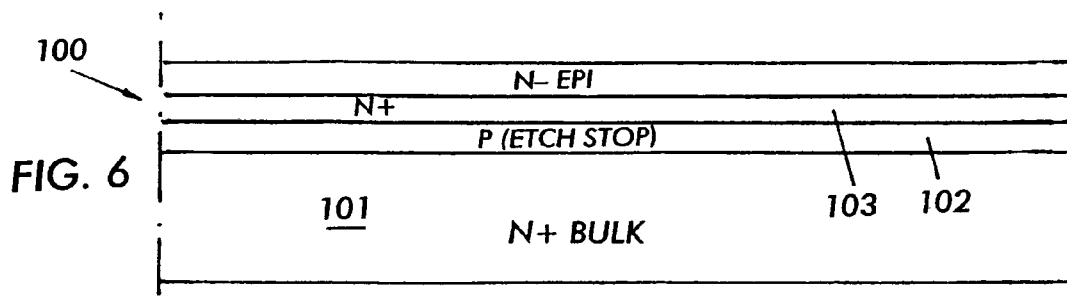 100
N– EPI
N+
P (ETCH STOP)
FIG. 6
101
103
102
N+ BULK